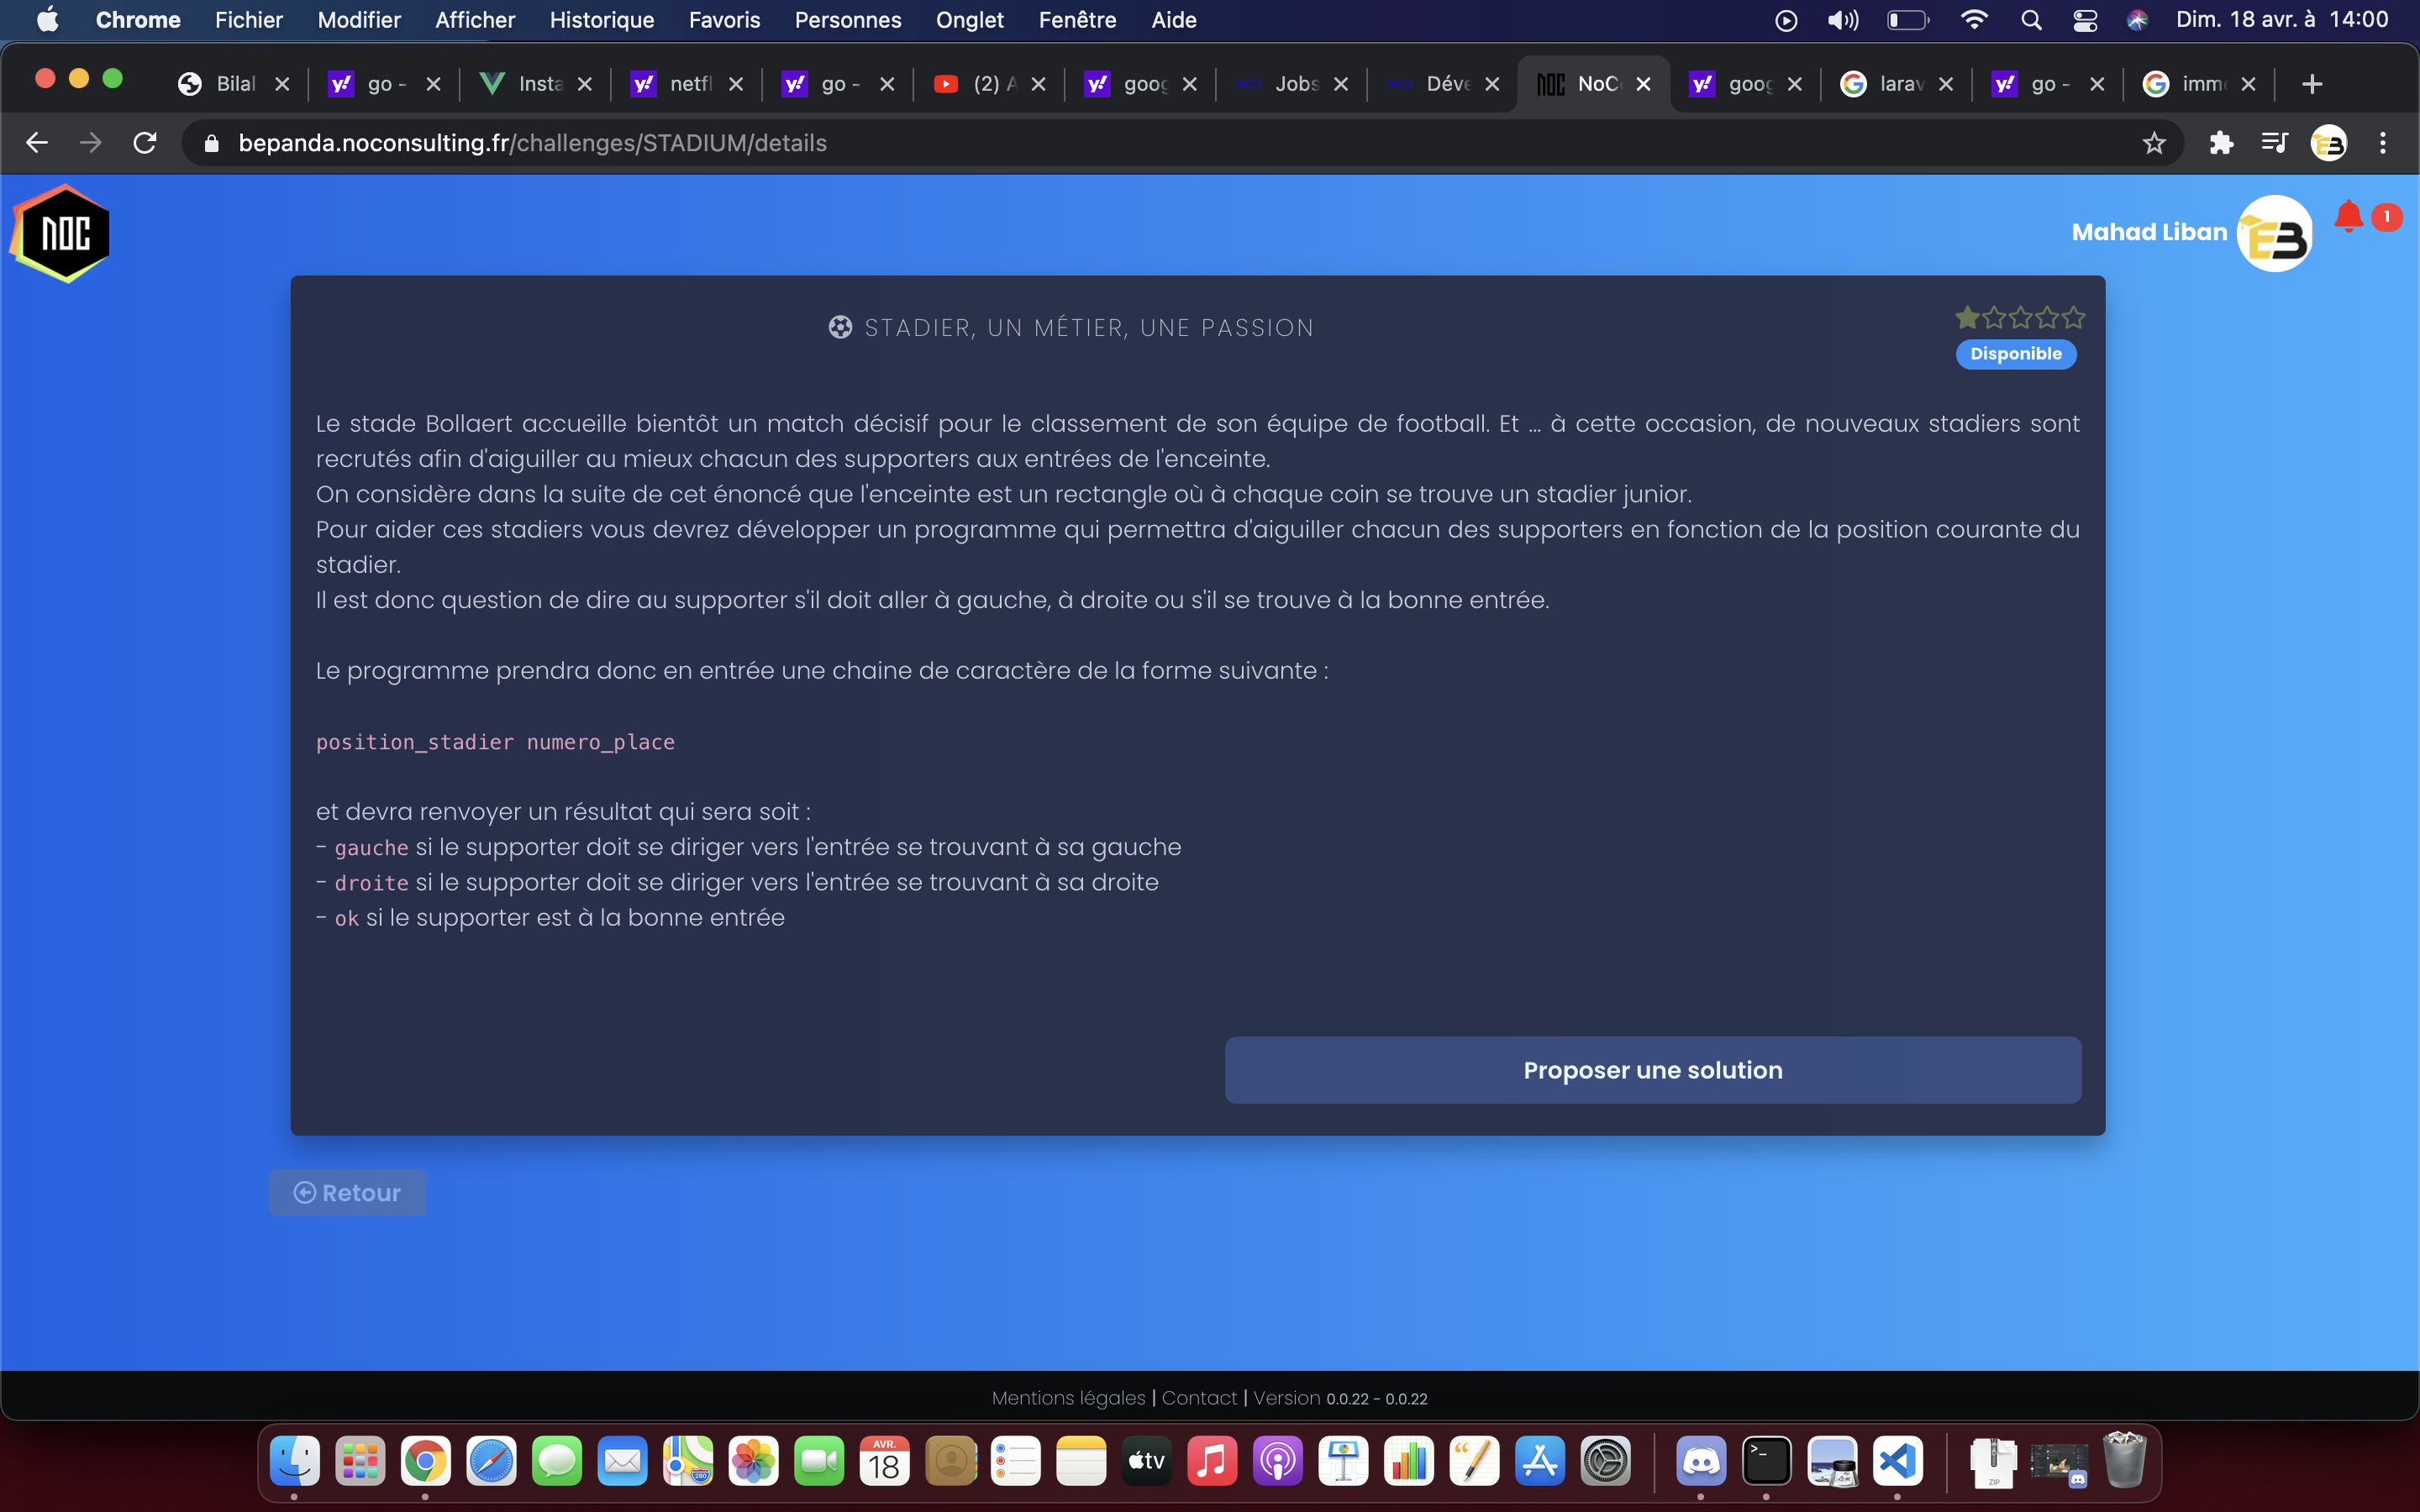 Chrome Fichier Modifier Afficher Historique Favoris Personnes Onglet Fenêtre Aide Dim. 18 avr. à 14:00
Bilal go - Insta netfl go - (2) A goog Jobs Déve NoCo goog larav go - imm
bepanda.noconsulting.fr/challenges/STADIUM/details
NOC
Mahad Liban EB 1
STADIER, UN MÉTIER, UNE PASSION
Disponible
Le stade Bollaert accueille bientôt un match décisif pour le classement de son équipe de football. Et ... à cette occasion, de nouveaux stadiers sont
recrutés afin d'aiguiller au mieux chacun des supporters aux entrées de l'enceinte.
On considère dans la suite de cet énoncé que l'enceinte est un rectangle où à chaque coin se trouve un stadier junior.
Pour aider ces stadiers vous devrez développer un programme qui permettra d'aiguiller chacun des supporters en fonction de la position courante du
stadier.
Il est donc question de dire au supporter s'il doit aller à gauche, à droite ou s'il se trouve à la bonne entrée.
Le programme prendra donc en entrée une chaine de caractère de la forme suivante :
position_stadier numero_place
et devra renvoyer un résultat qui sera soit :
- gauche si le supporter doit se diriger vers l'entrée se trouvant à sa gauche
- droite si le supporter doit se diriger vers l'entrée se trouvant à sa droite
- ok si le supporter est à la bonne entrée
Proposer une solution
Retour
Mentions légales | Contact | Version 0.0.22 - 0.0.22
AVR.
18
280
tv
ZIP